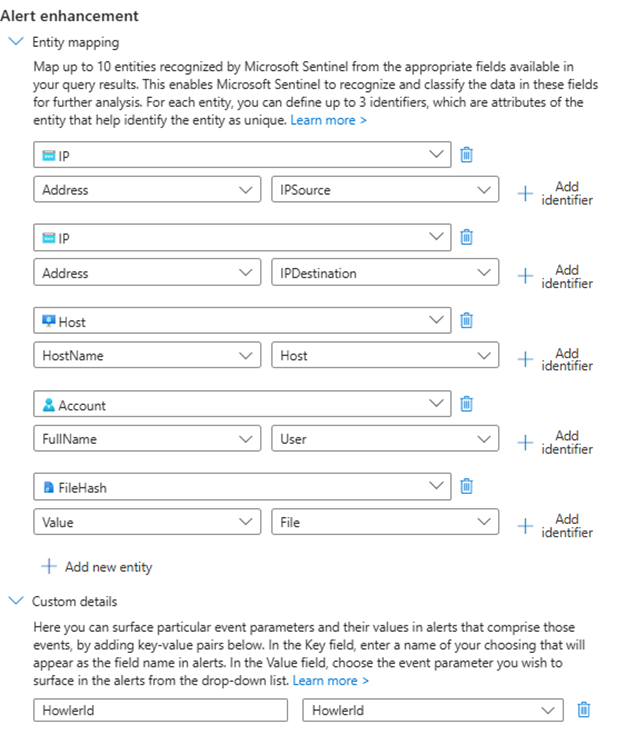 Alert enhancement
Entity mapping
Map up to 10 entities recognized by Microsoft Sentinel from the appropriate fields available in
your query results. This enables Microsoft Sentinel to recognize and classify the data in these fields
for further analysis. For each entity, you can define up to 3 identifiers, which are attributes of the
entity that help identify the entity as unique. Learn more >
IP
Address IPSource Add identifier
IP
Address IPDestination Add identifier
Host
HostName Host Add identifier
Account
FullName User Add identifier
FileHash
Value File Add identifier
Add new entity
Custom details
Here you can surface particular event parameters and their values in alerts that comprise those
events, by adding key-value pairs below. In the Key field, enter a name of your choosing that will
appear as the field name in alerts. In the Value field, choose the event parameter you wish to
surface in the alerts from the drop-down list. Learn more >
HowlerId HowlerId